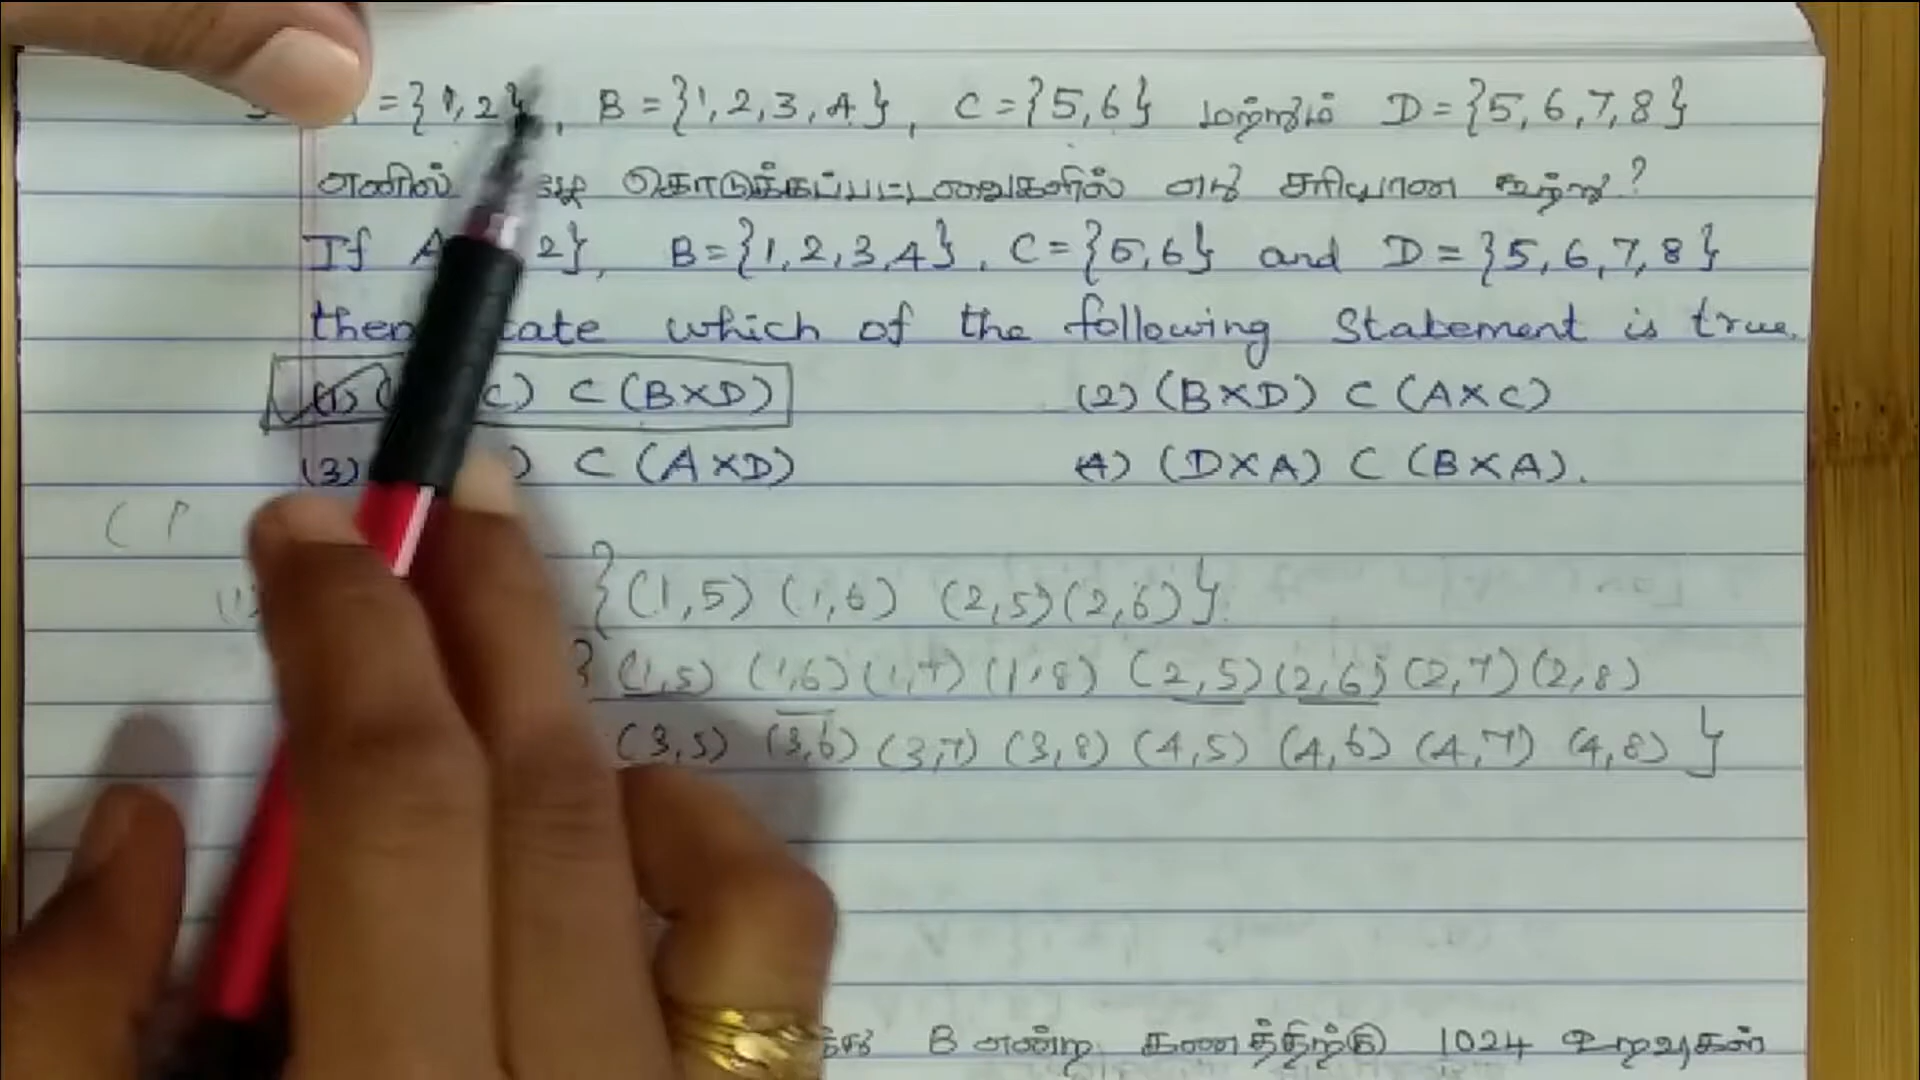 ={1,2}, B={1,2,3,4}, C={5,6} மற்றும் D={5,6,7,8}
எனில் கொடுக்கப்பட்டவைகளில் எது சரியான கூற்று?
If A 2}, B={1,2,3,4}, C={5,6} and D={5,6,7,8}
then which of the following Statement is true.
(1) ( C) ⊂ (B×D) (2) (B×D) ⊂ (A×C)
(3) ) ⊂ (A×D) (4) (D×A) ⊂ (B×A).
{(1,5) (1,6) (2,5)(2,6)}
{(1,5) (1,6)(1,7)(1,8) (2,5)(2,6)(2,7)(2,8)
(3,5) (3,6) (3,7) (3,8) (4,5) (4,6) (4,7) (4,8) }
B என்ற கணத்திற்கு 1024 உறவுகள்